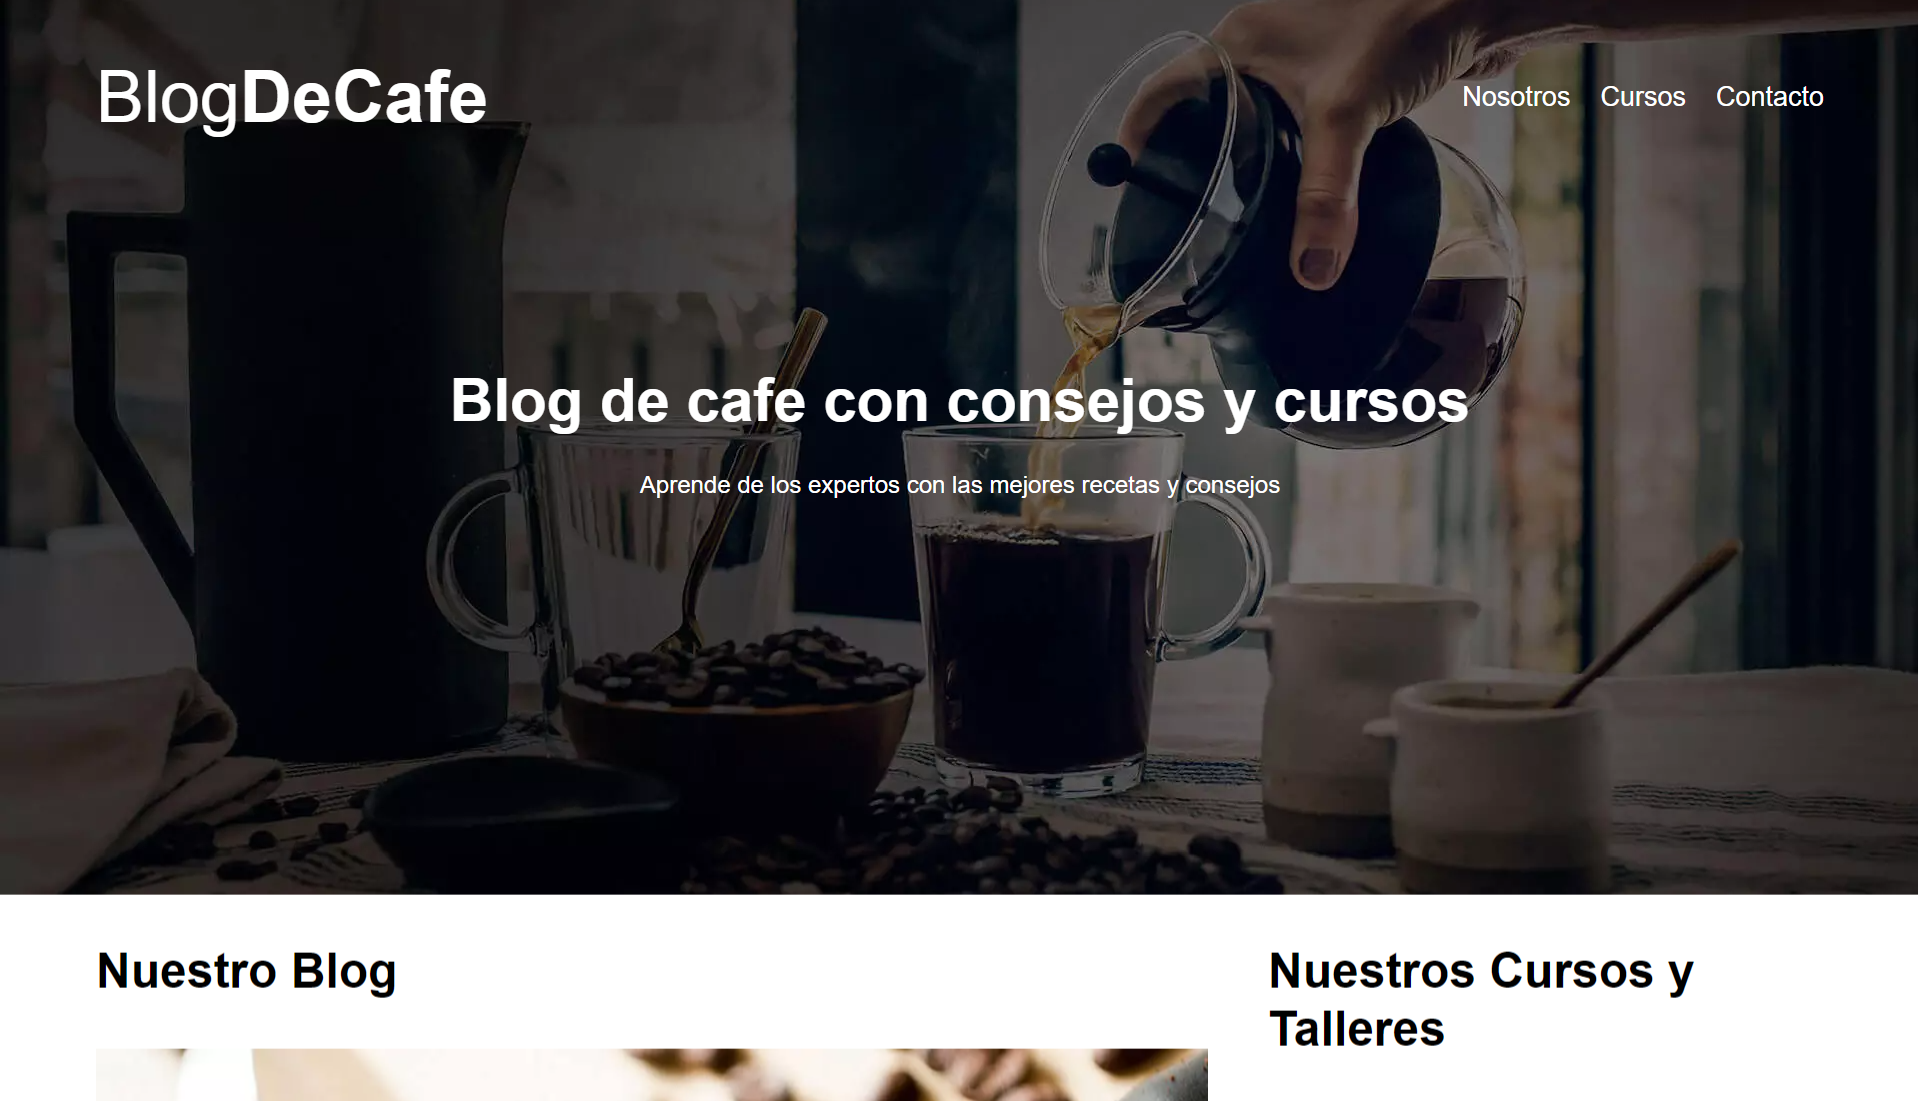 BlogDeCafe
Nosotros Cursos Contacto
Blog de cafe con consejos y cursos
Aprende de los expertos con las mejores recetas y consejos
Nuestro Blog
Nuestros Cursos y
Talleres